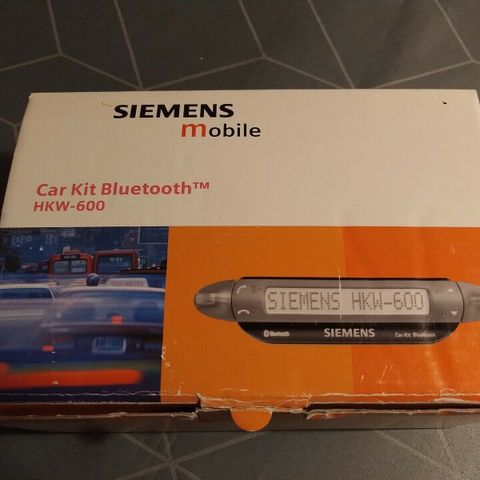 SIEMENS
mobile
Car Kit Bluetooth™
HKW-600
SIEMENS HKW-600
Bluetooth SIEMENS Car Kit Bluetooth